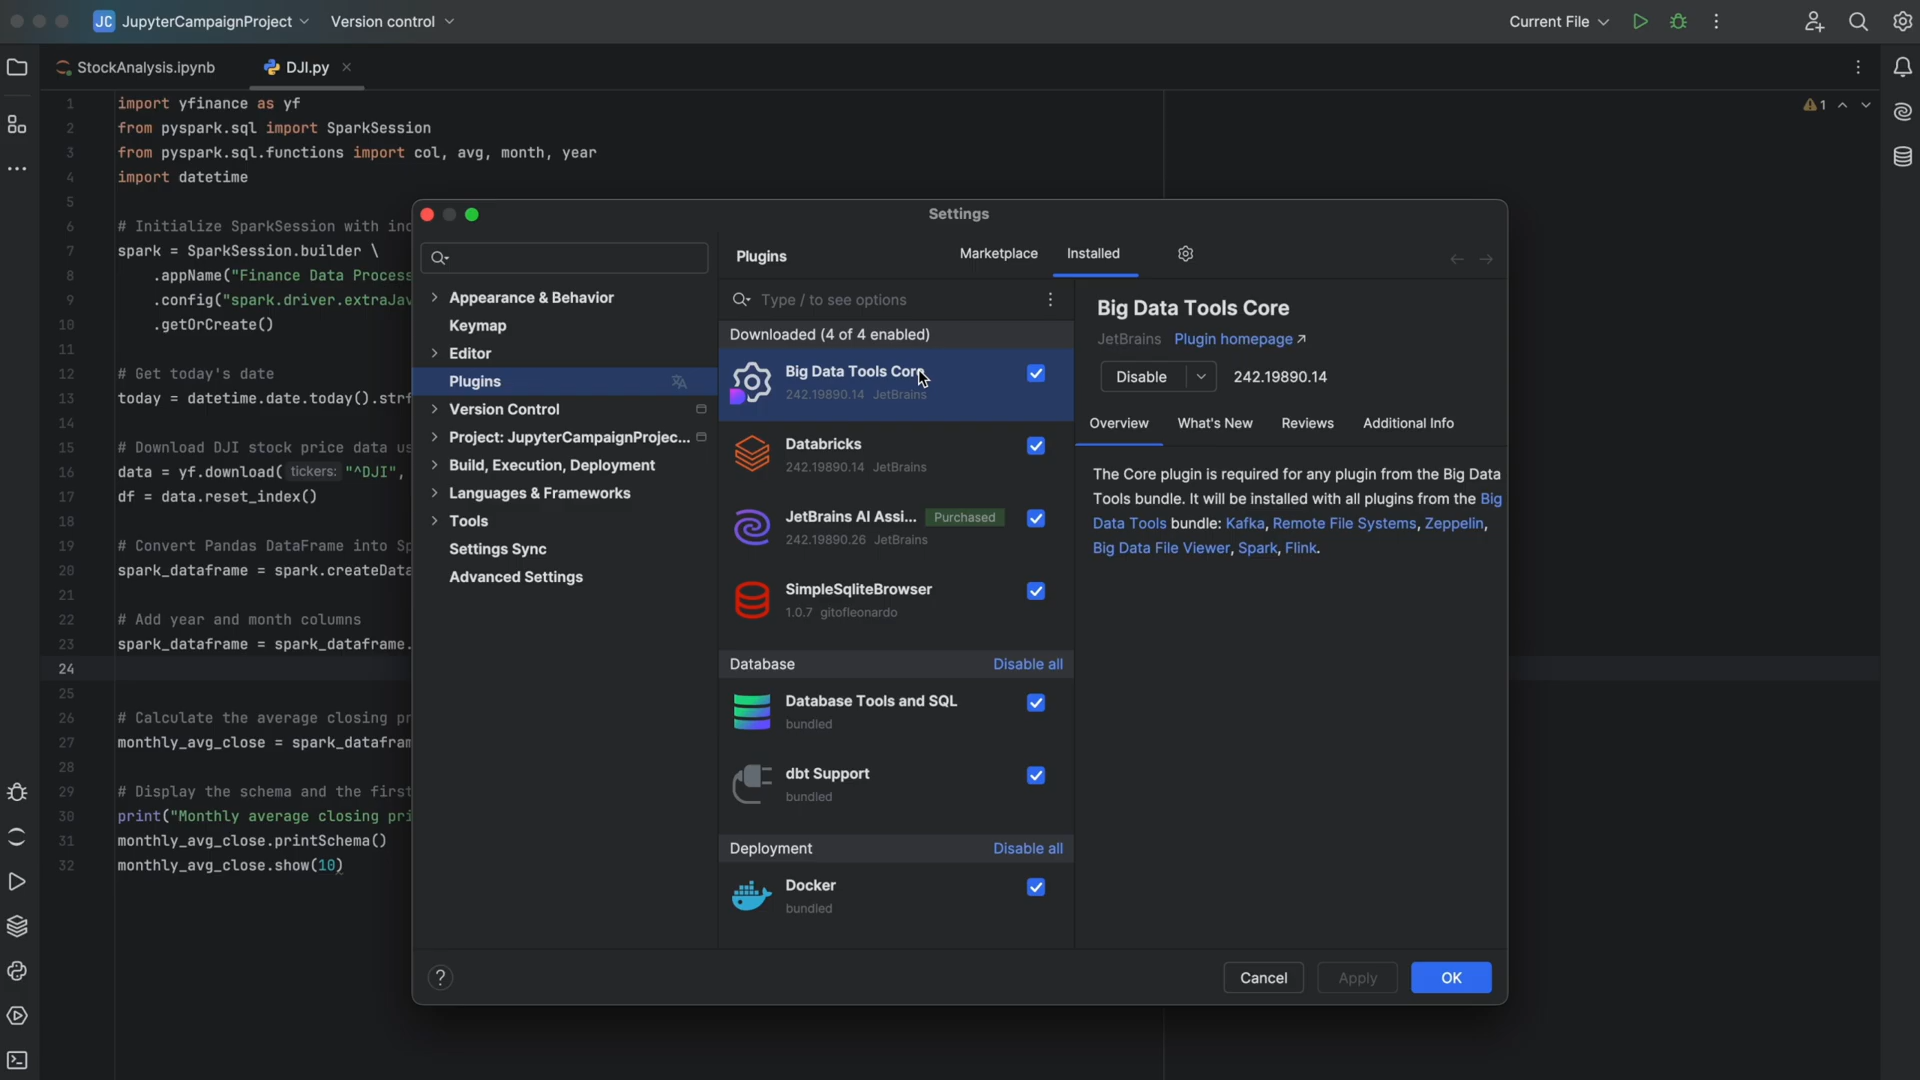 JC JupyterCampaignProject
Version control
Current File
StockAnalysis.ipynb
DJI.py
1
1 import yfinance as yf
2 from pyspark.sql import SparkSession
3 from pyspark.sql.functions import col, avg, month, year
4 import datetime
5
6 # Initialize SparkSession with inc
7 spark = SparkSession.builder \
8 .appName("Finance Data Process
9 .config("spark.driver.extraJav
10 .getOrCreate()
11
12 # Get today's date
13 today = datetime.date.today().strf
14
15 # Download DJI stock price data us
16 data = yf.download( tickers: "^DJI",
17 df = data.reset_index()
18
19 # Convert Pandas DataFrame into Sp
20 spark_dataframe = spark.createData
21
22 # Add year and month columns
23 spark_dataframe = spark_dataframe.
24
25
26 # Calculate the average closing pr
27 monthly_avg_close = spark_datafram
28
29 # Display the schema and the first
30 print("Monthly average closing pri
31 monthly_avg_close.printSchema()
32 monthly_avg_close.show(10)
Settings
Appearance & Behavior
Keymap
Editor
Plugins
Version Control
Project: JupyterCampaignProjec...
Build, Execution, Deployment
Languages & Frameworks
Tools
Settings Sync
Advanced Settings
?
Plugins
Marketplace
Installed
Type / to see options
Downloaded (4 of 4 enabled)
Big Data Tools Core
242.19890.14 JetBrains
Databricks
242.19890.14 JetBrains
JetBrains AI Assi... Purchased
242.19890.26 JetBrains
SimpleSqliteBrowser
1.0.7 gitofleonardo
Database Disable all
Database Tools and SQL
bundled
dbt Support
bundled
Deployment Disable all
Docker
bundled
Big Data Tools Core
JetBrains Plugin homepage ↗
Disable 242.19890.14
Overview What's New Reviews Additional Info
The Core plugin is required for any plugin from the Big Data
Tools bundle. It will be installed with all plugins from the Big
Data Tools bundle: Kafka, Remote File Systems, Zeppelin,
Big Data File Viewer, Spark, Flink.
Cancel
Apply
OK